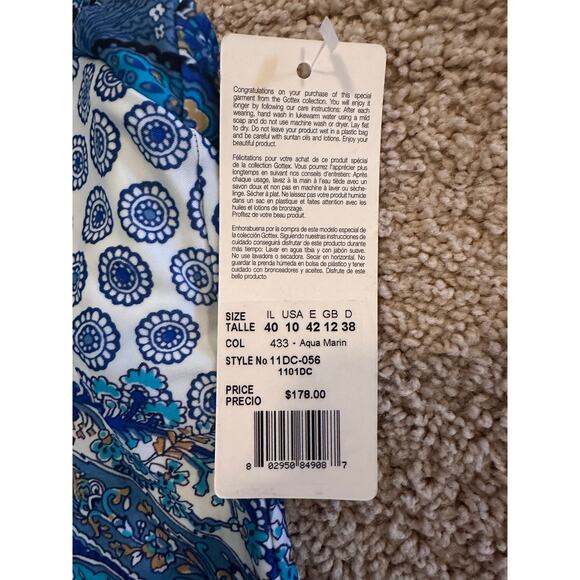 Congratulations on your purchase of this special
garment from the Gottex collection. You will enjoy it
longer by following our care instructions: After each
wearing, hand wash in lukewarm water using a mild
soap and do not use machine wash or dryer. Lay flat
to dry. Do not leave your product wet in a plastic bag
and be careful with suntan oils and lotions. Enjoy your
beautiful product.
Félicitations pour votre achat de ce produit spécial
de la collection Gottex. Vous pourrez l'apprécier plus
longtemps en suivant nos conseils d'entretien: Après
chaque usage, lavez à la main à l'eau tiède avec un
savon doux et non pas en machine à laver ou sèche-
linge. Sécher à plat. Ne laissez pas votre produit humide
dans un sac en plastique et faites attention avec les
huiles et lotions de bronzage.
Profitez de votre beau produit.
Enhorabuena por la compra de este modelo especial de
la colección Gottex. Siguiendo nuestras instrucciones de
cuidado conseguirá disfrutar de este producto durante
más tiempo: Lavar en agua tibia y con jabón suave.
No use lavadora o secadora. Secar en horizontal. No
guardar la prenda húmeda en bolsa de plástico y tener
cuidado con bronceadores y aceites. Disfrute de este
bello producto
SIZE IL USA E GB D
TALLE 40 10 42 12 38
COL 433 - Aqua Marin
STYLE No 11DC-056
1101DC
PRICE
PRECIO $178.00
8 02950 84908 7